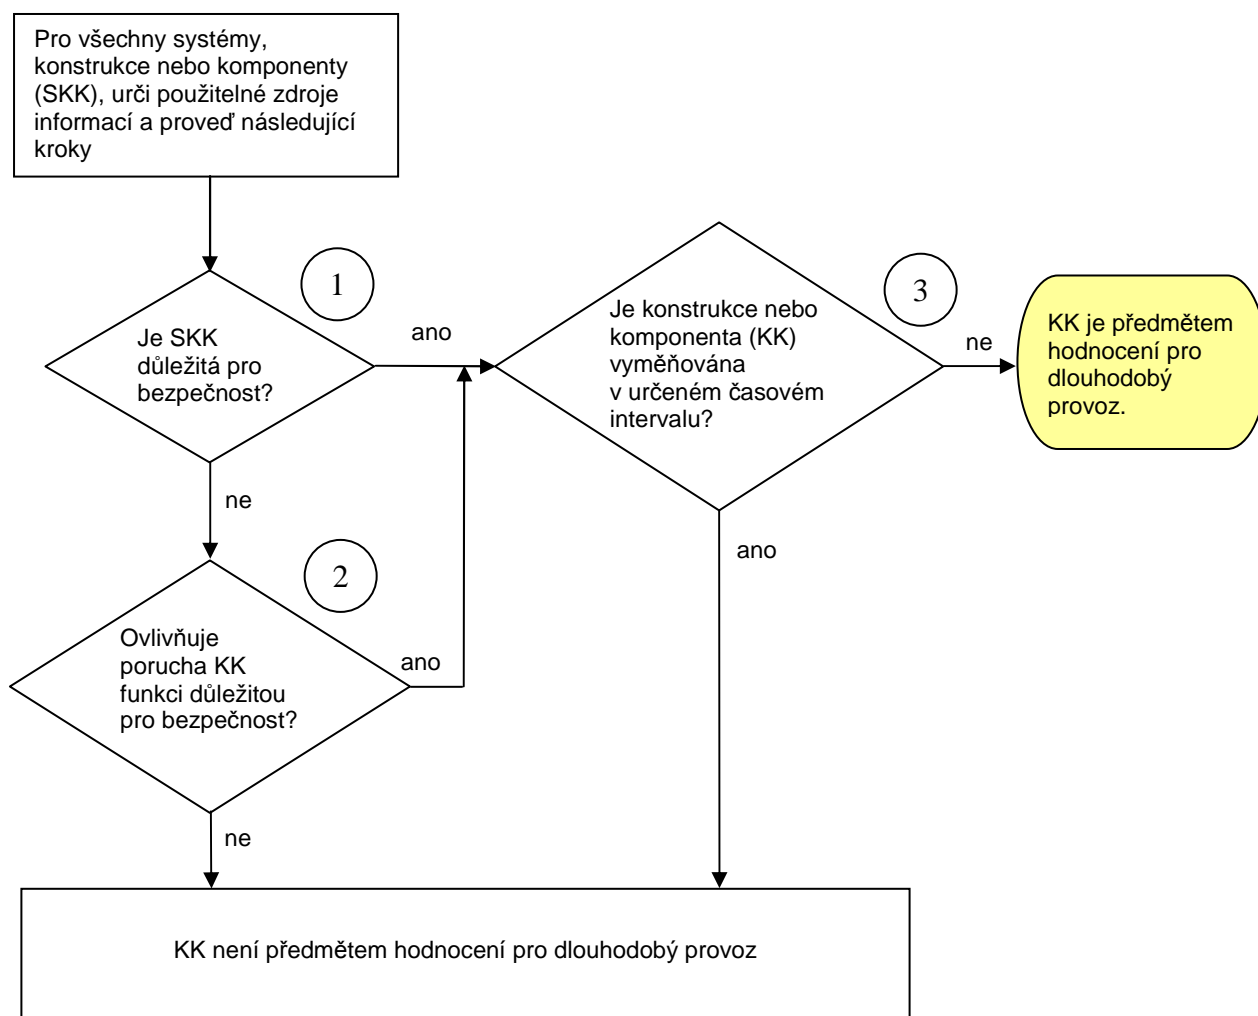 Pro všechny systémy,
konstrukce nebo komponenty
(SKK), urči použitelné zdroje
informací a proveď následující
kroky
1
Je SKK
důležitá pro
bezpečnost?
ano
ne
2
Ovlivňuje
porucha KK
funkci důležitou
pro bezpečnost?
ano
ne
3
Je konstrukce nebo
komponenta (KK)
vyměňována
v určeném časovém
intervalu?
ne
ano
KK je předmětem
hodnocení pro
dlouhodobý
provoz.
KK není předmětem hodnocení pro dlouhodobý provoz